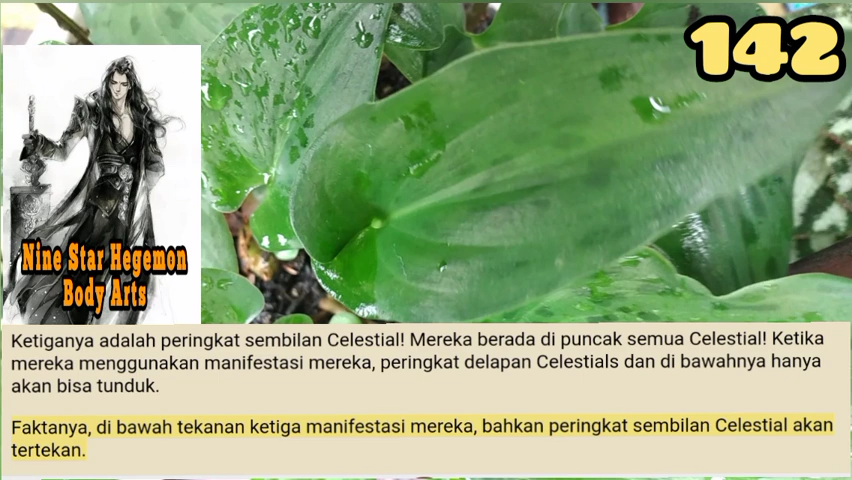 142
Nine Star Hegemon
Body Arts
Ketiganya adalah peringkat sembilan Celestial! Mereka berada di puncak semua Celestial! Ketika
mereka menggunakan manifestasi mereka, peringkat delapan Celestials dan di bawahnya hanya
akan bisa tunduk.
Faktanya, di bawah tekanan ketiga manifestasi mereka, bahkan peringkat sembilan Celestial akan
tertekan.